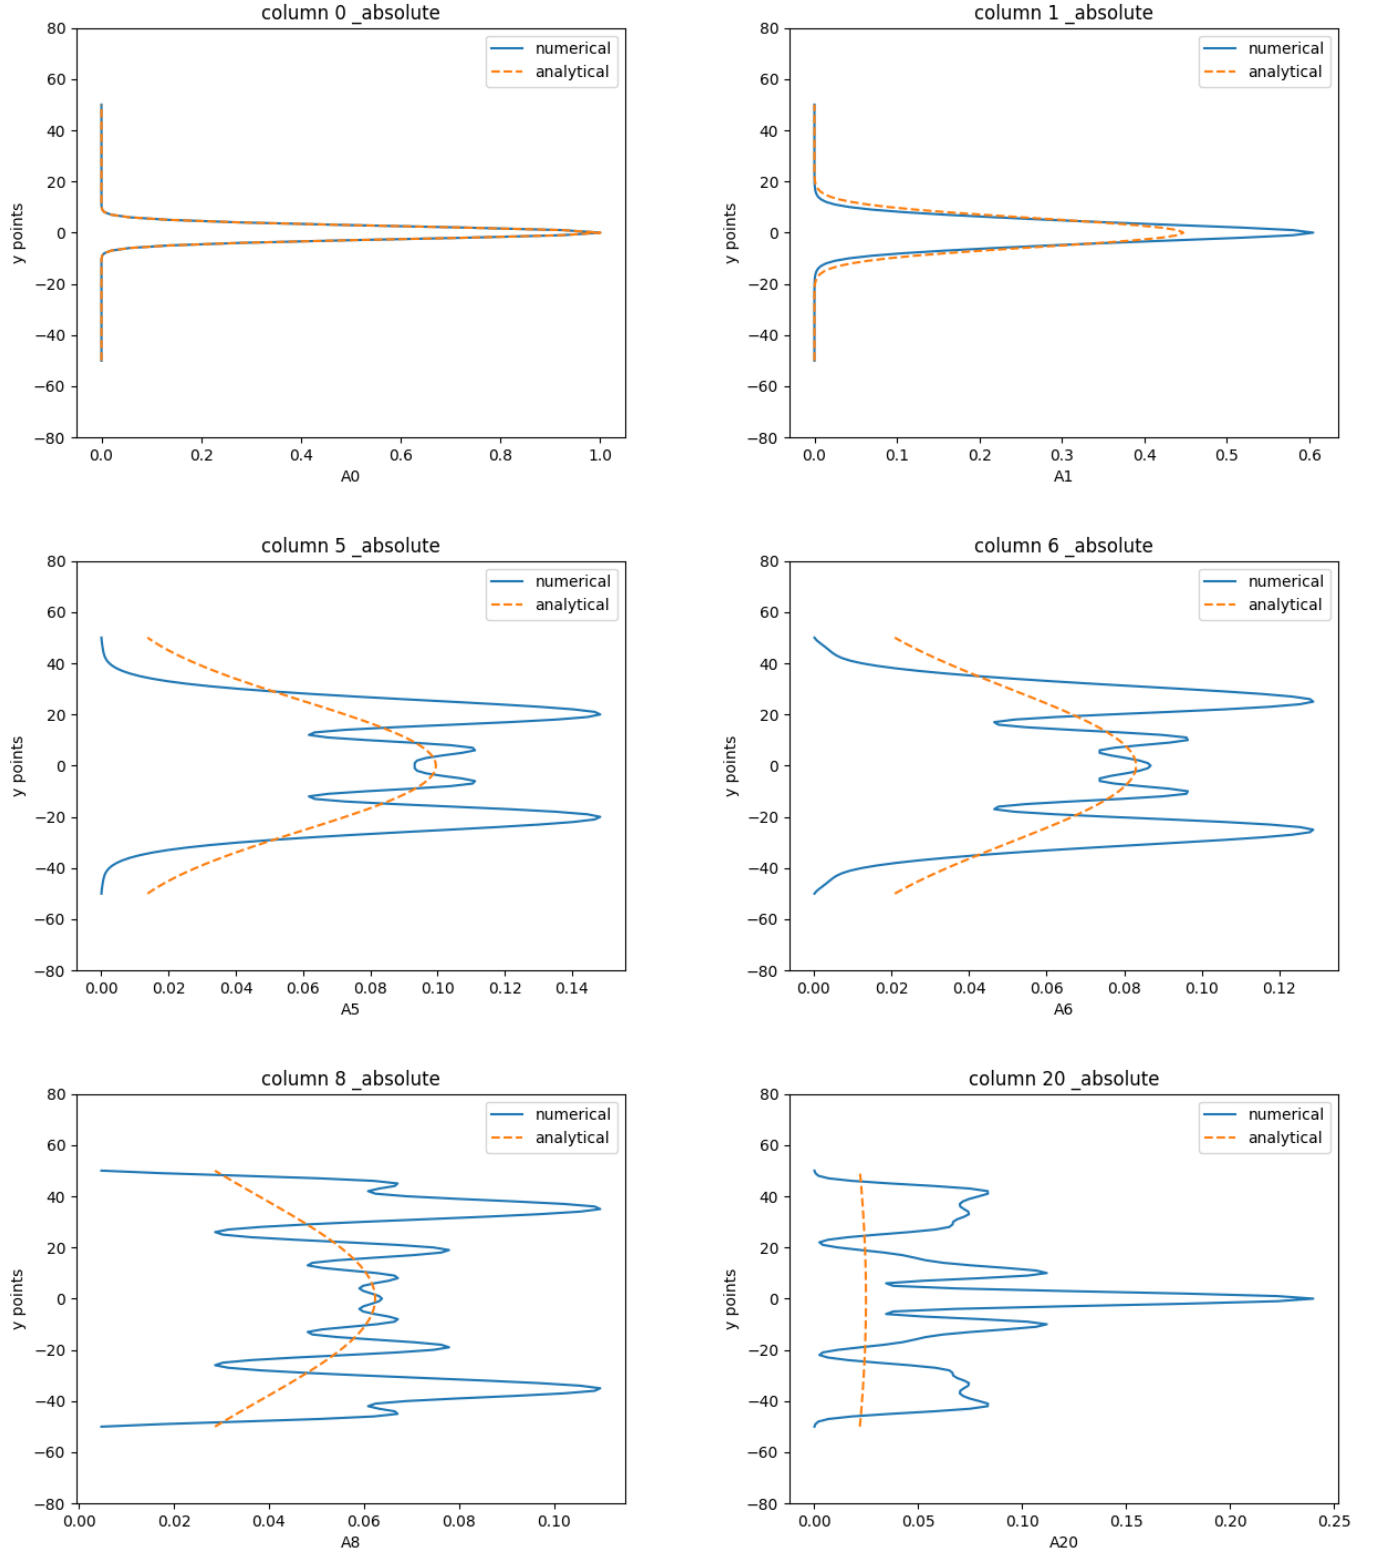 column 0 _absolute
80
60
40
20
0
−20
−40
−60
−80
y points
numerical
analytical
0.0 0.2 0.4 0.6 0.8 1.0
A0
column 1 _absolute
80
60
40
20
0
−20
−40
−60
−80
y points
numerical
analytical
0.0 0.1 0.2 0.3 0.4 0.5 0.6
A1
column 5 _absolute
80
60
40
20
0
−20
−40
−60
−80
y points
numerical
analytical
0.00 0.02 0.04 0.06 0.08 0.10 0.12 0.14
A5
column 6 _absolute
80
60
40
20
0
−20
−40
−60
−80
y points
numerical
analytical
0.00 0.02 0.04 0.06 0.08 0.10 0.12
A6
column 8 _absolute
80
60
40
20
0
−20
−40
−60
−80
y points
numerical
analytical
0.00 0.02 0.04 0.06 0.08 0.10
A8
column 20 _absolute
80
60
40
20
0
−20
−40
−60
−80
y points
numerical
analytical
0.00 0.05 0.10 0.15 0.20 0.25
A20